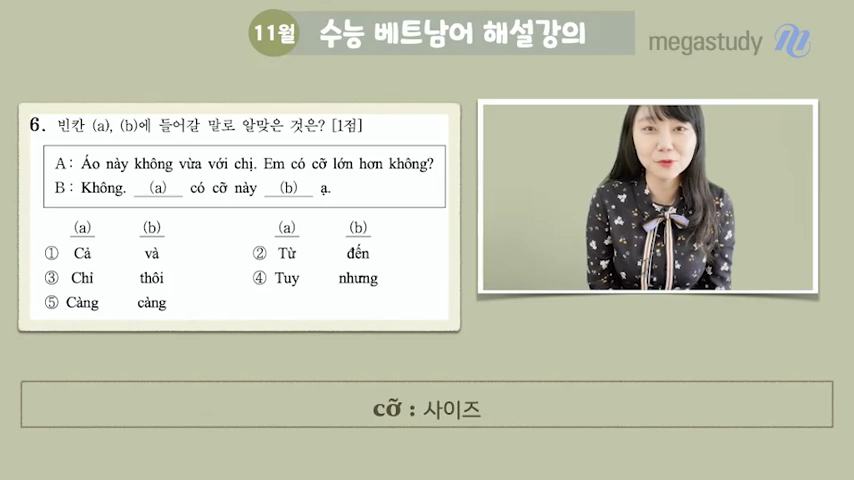 11월 수능 베트남어 해설강의
megastudy
6. 빈칸 (a), (b)에 들어갈 말로 알맞은 것은? [1점]
A : Áo này không vừa với chị. Em có cỡ lớn hơn không?
B : Không. (a) có cỡ này (b) ạ.
(a) (b) (a) (b)
① Cả và ② Từ đến
③ Chỉ thôi ④ Tuy nhưng
⑤ Càng càng
cỡ : 사이즈